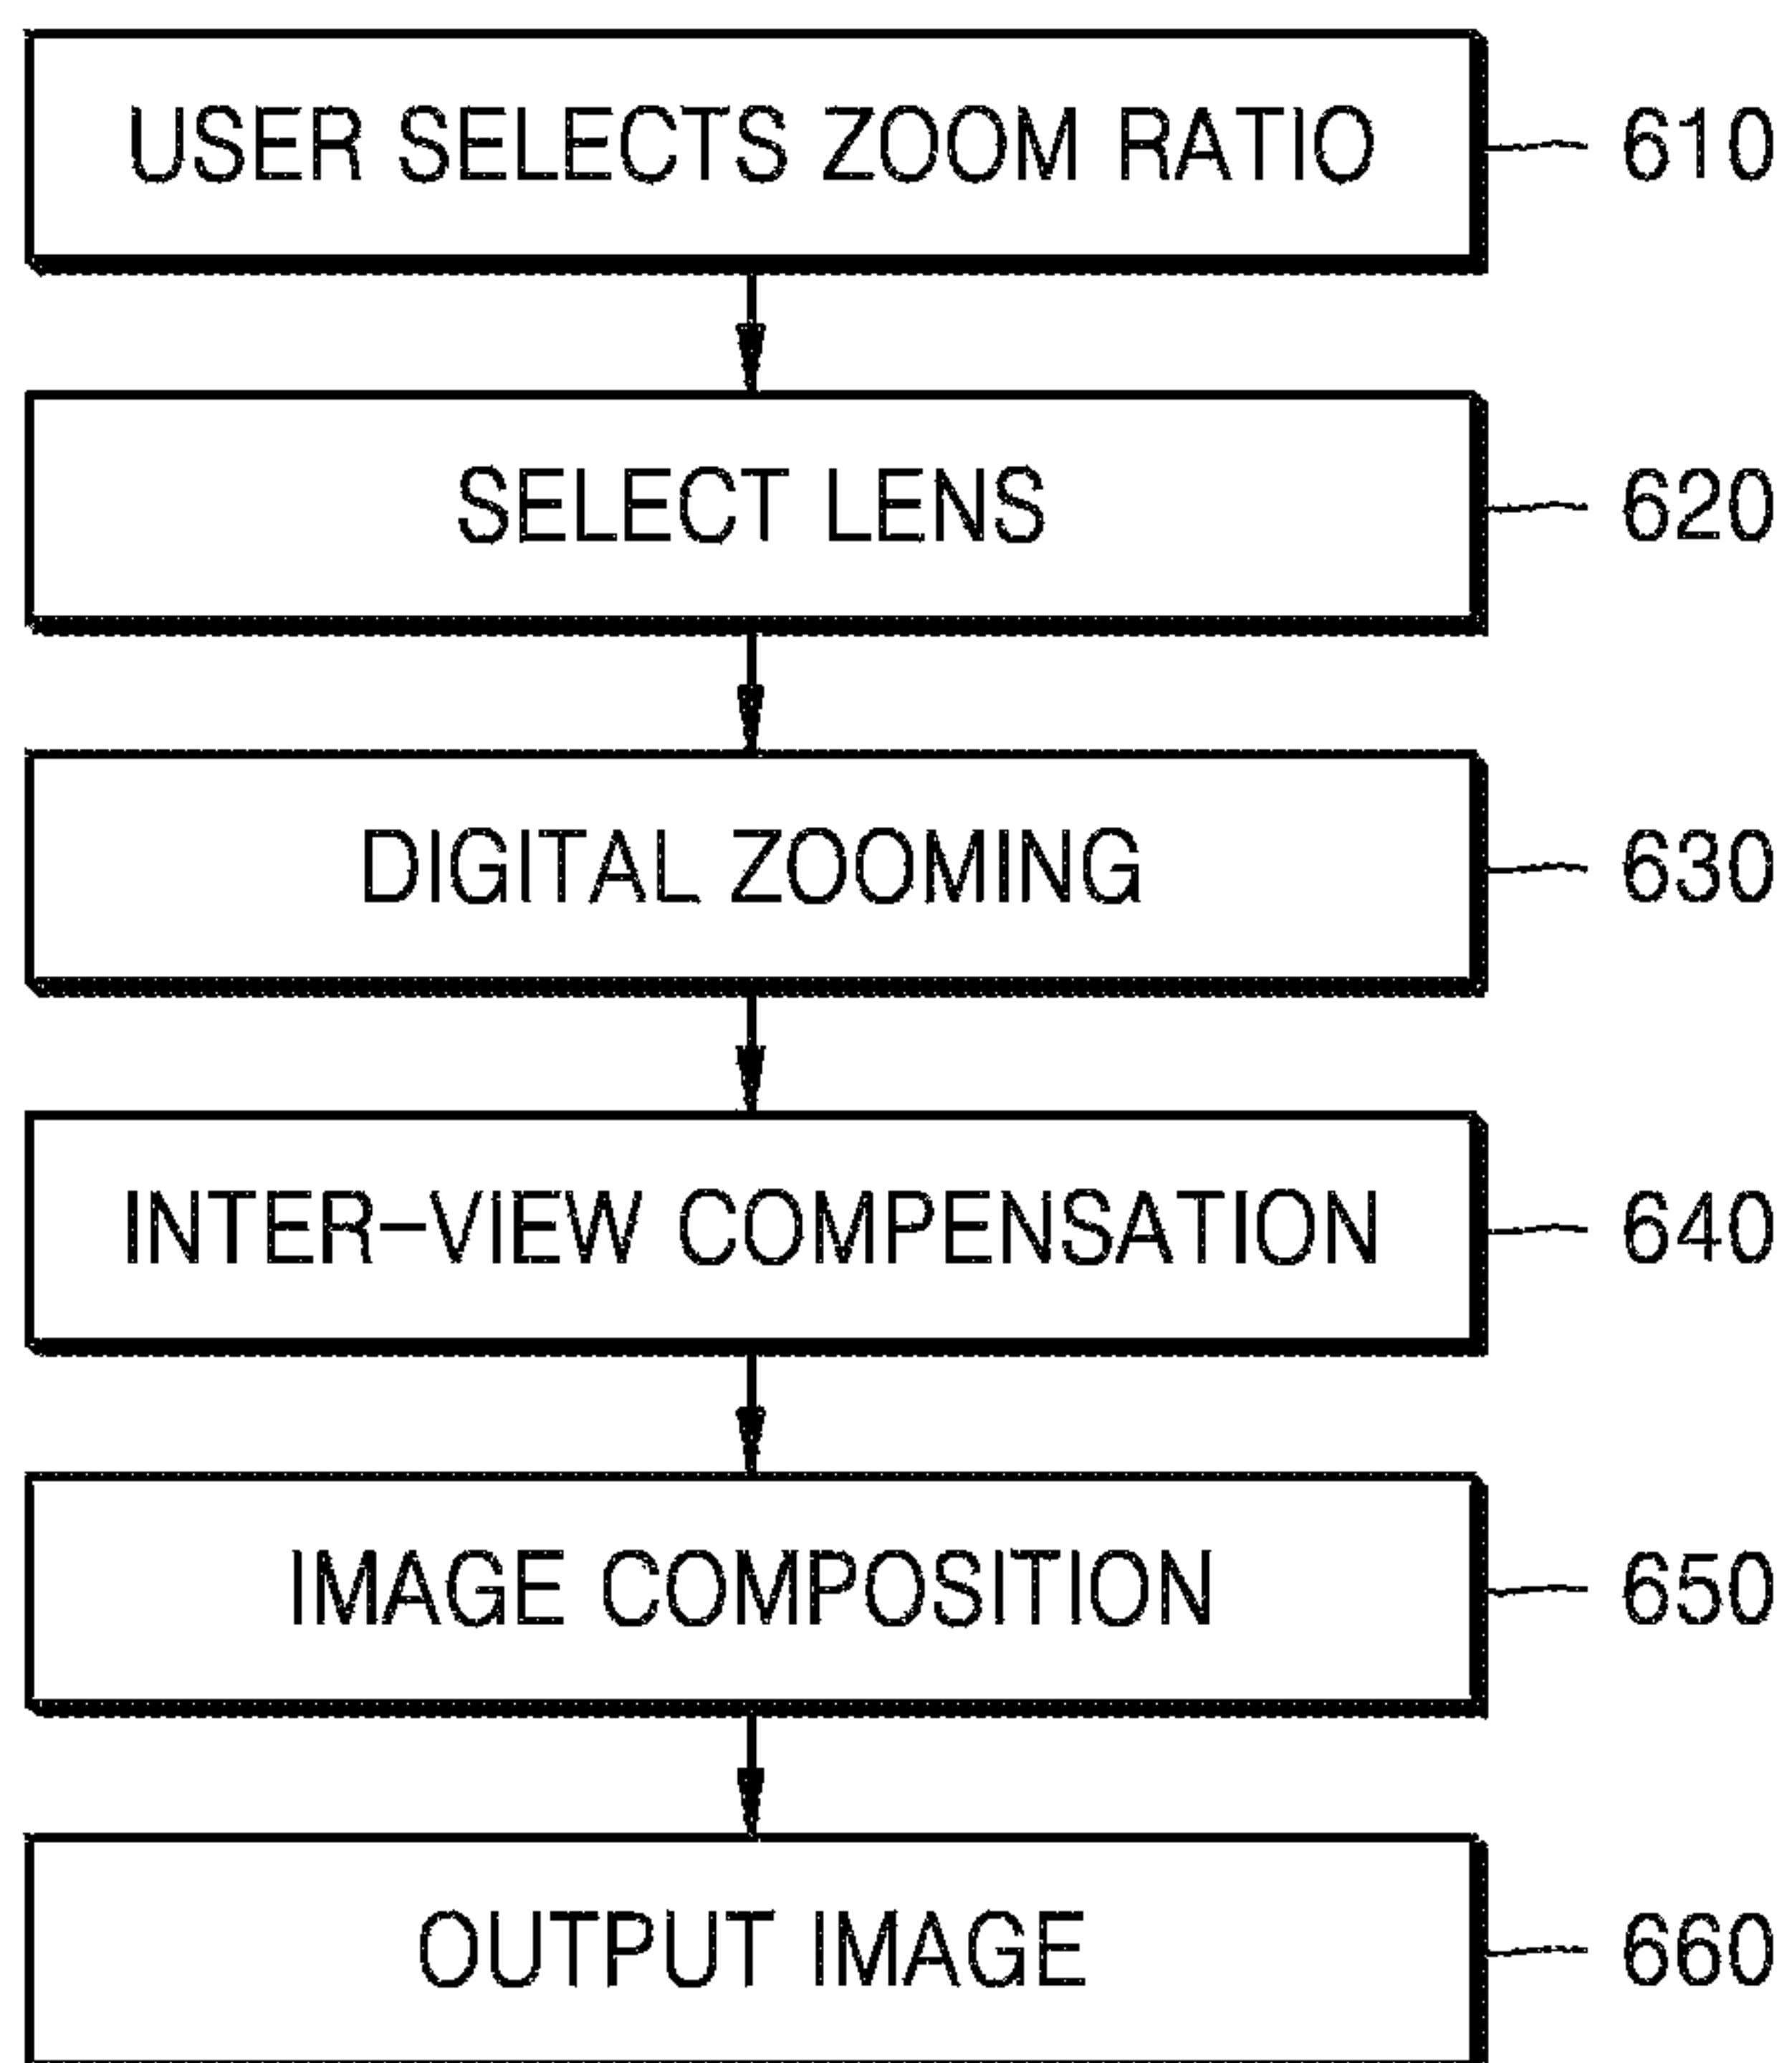 USER SELECTS ZOOM RATIO 610
SELECT LENS 620
DIGITAL ZOOMING 630
INTER-VIEW COMPENSATION 640
IMAGE COMPOSITION 650
OUTPUT IMAGE 660